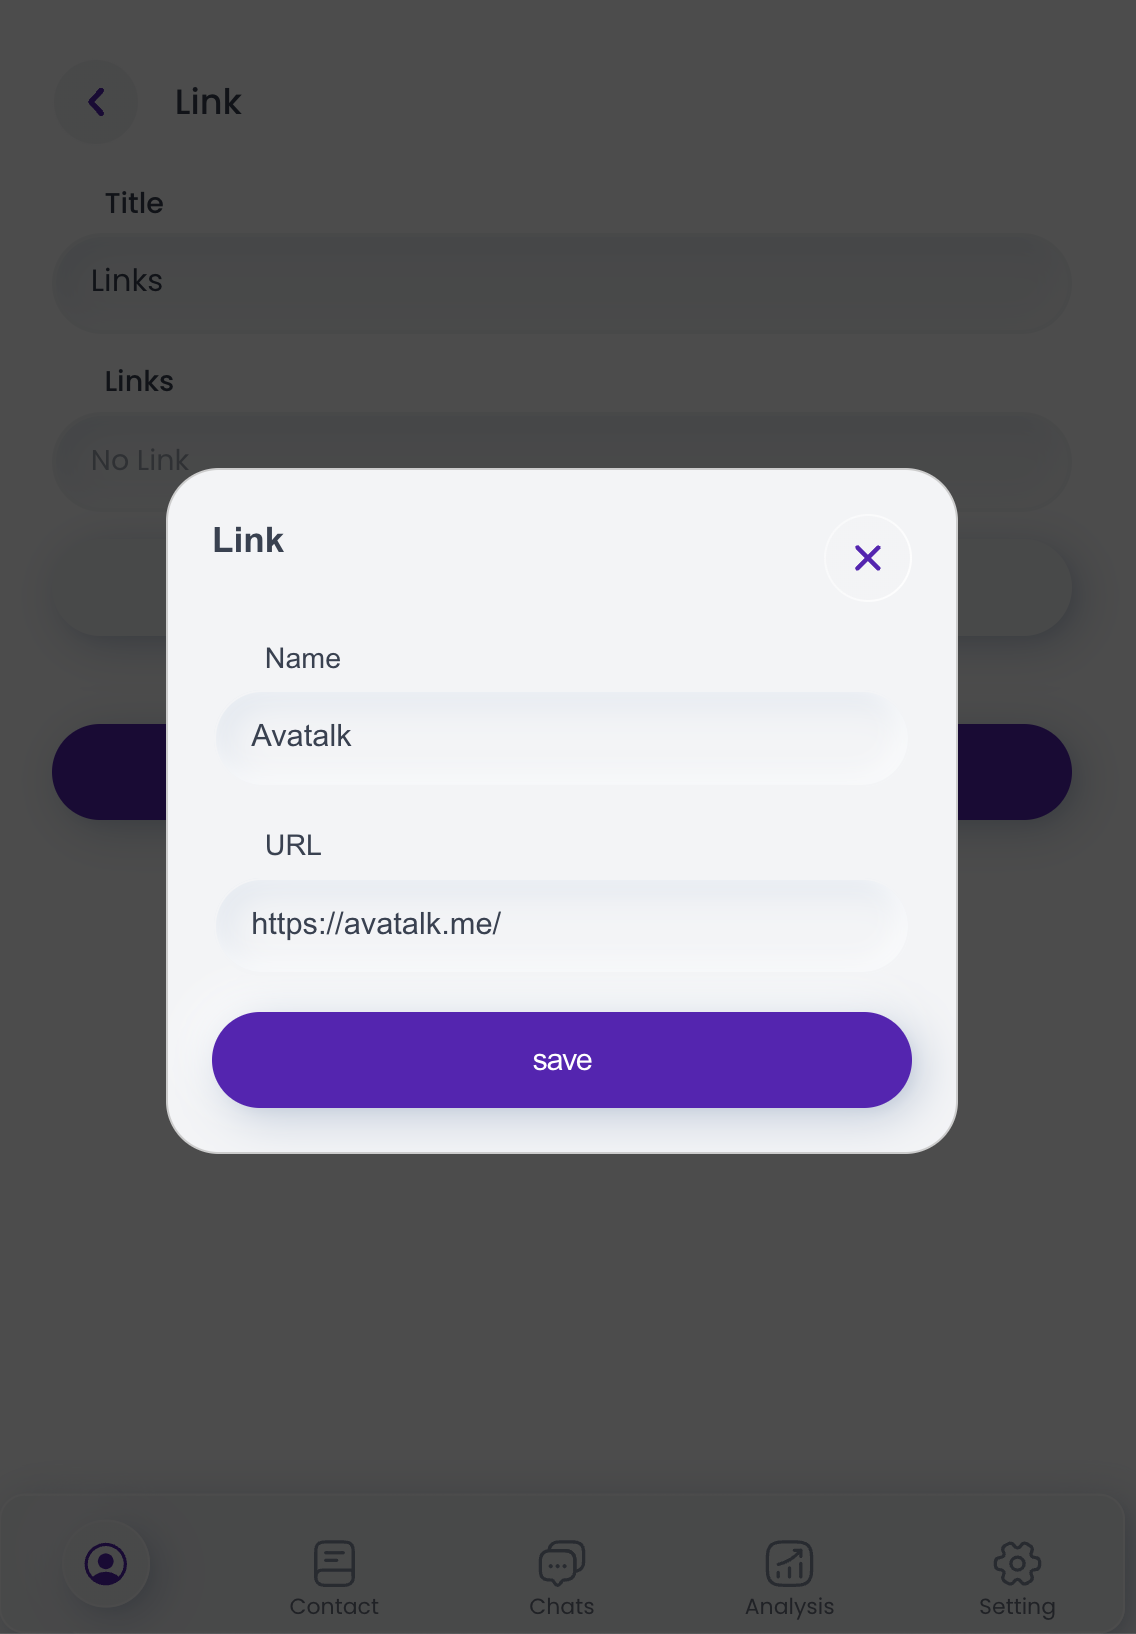 Link
Title
Links
Links
No Link
Link
Name
Avatalk
URL
https://avatalk.me/
save
Contact
Chats
Analysis
Setting